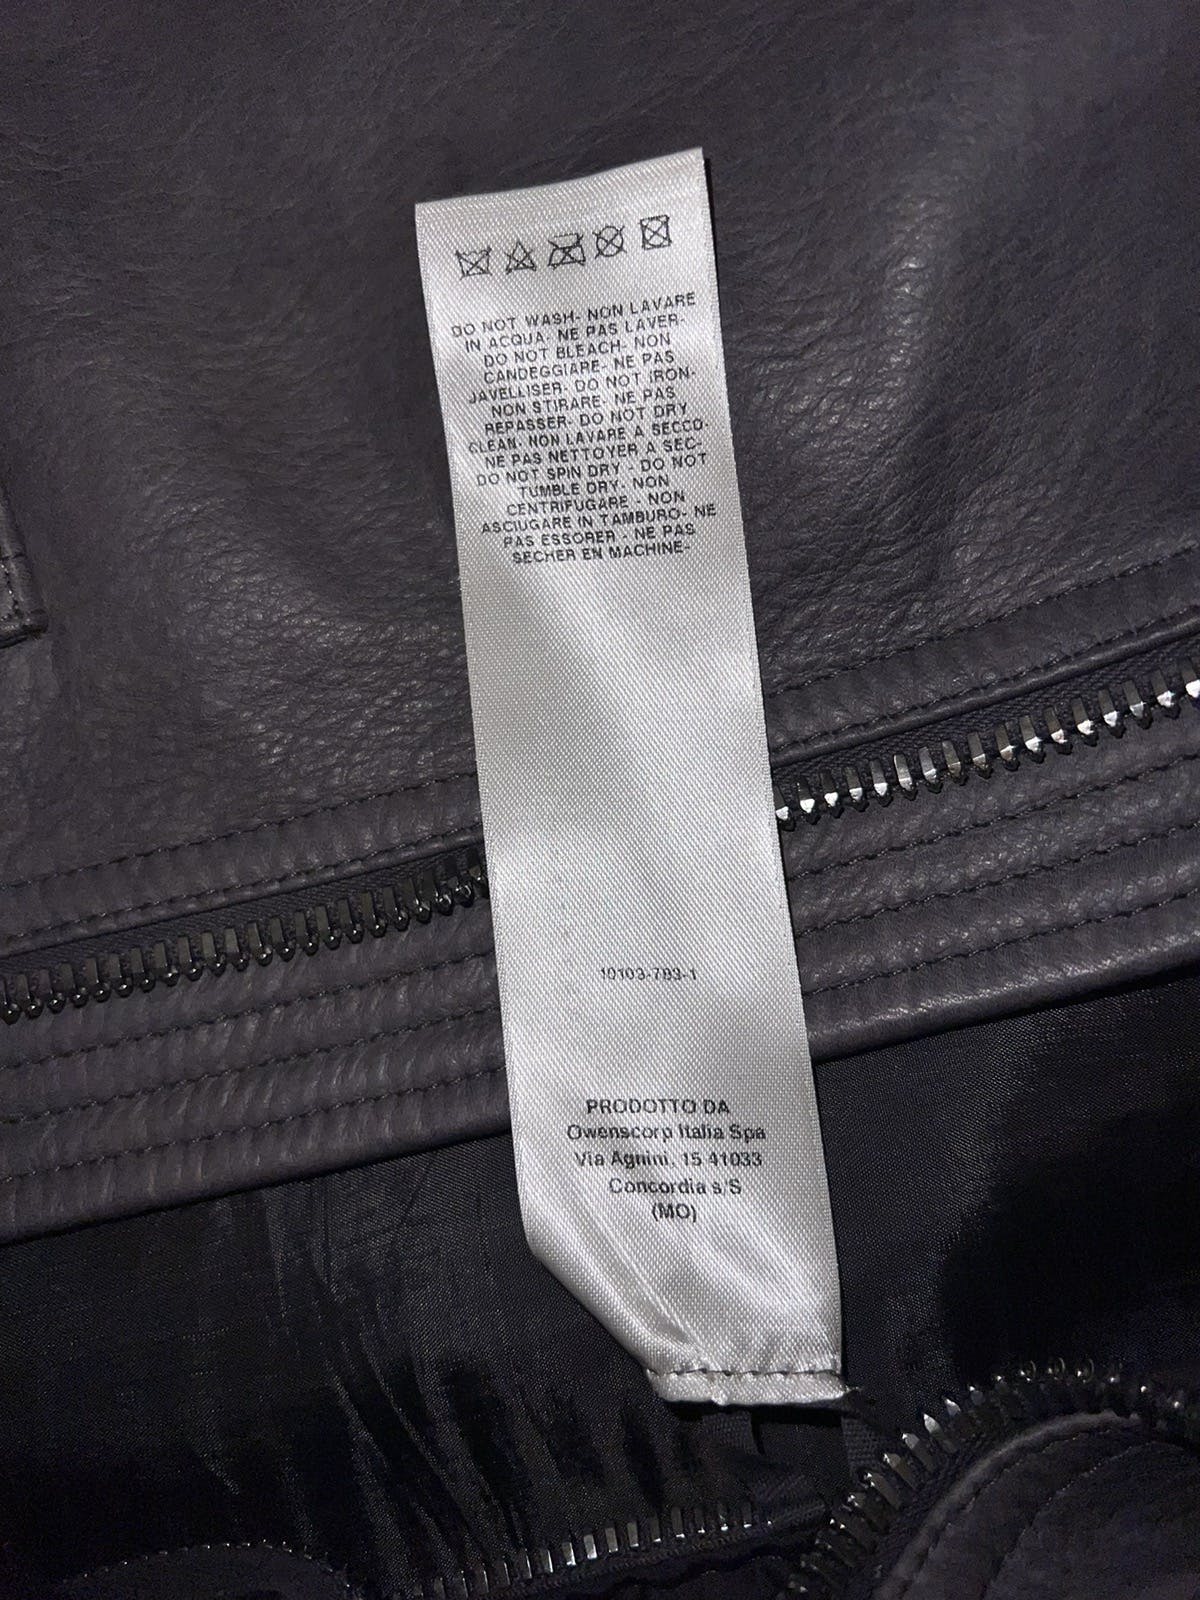 DO NOT WASH- NON LAVARE
IN ACQUA- NE PAS LAVER-
DO NOT BLEACH- NON
CANDEGGIARE- NE PAS
JAVELLISER- DO NOT IRON-
NON STIRARE- NE PAS
REPASSER- DO NOT DRY
CLEAN- NON LAVARE A SECCO-
NE PAS NETTOYER A SEC-
DO NOT SPIN DRY - DO NOT
TUMBLE DRY- NON
CENTRIFUGARE - NON
ASCIUGARE IN TAMBURO- NE
PAS ESSORER - NE PAS
SECHER EN MACHINE-
10103-783-1
PRODOTTO DA
Owenscorp Italia Spa
Via Agnini, 15 41033
Concordia s/S
(MO)